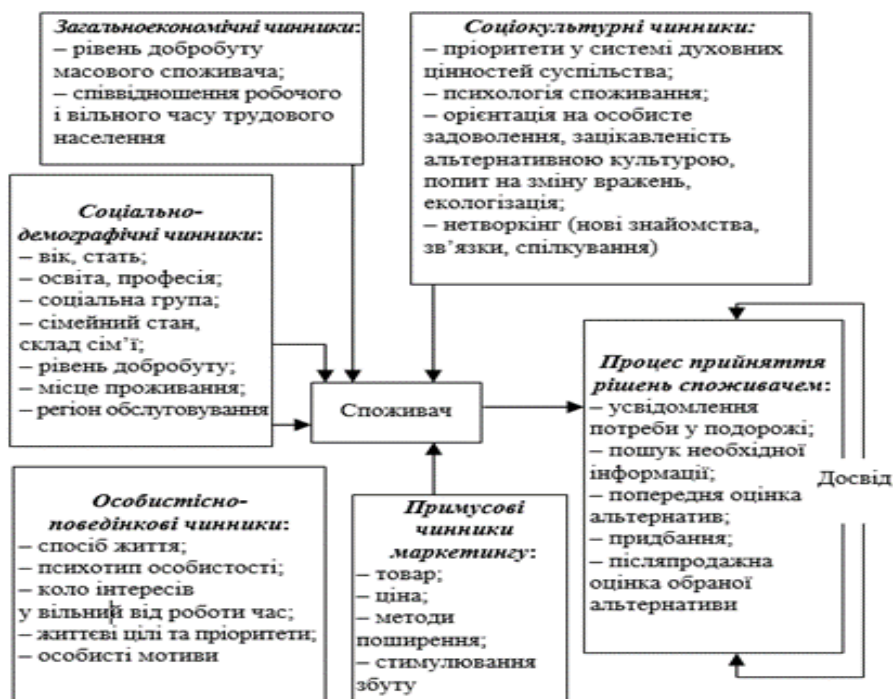 Загальноекономічні чинники:
– рівень добробуту
масового споживача;
– співвідношення робочого
і вільного часу трудового
населення
Соціокультурні чинники:
– пріоритети у системі духовних
цінностей суспільства;
– психологія споживання;
– орієнтація на особисте
задоволення, зацікавленість
альтернативною культурою,
попит на зміну вражень,
екологізація;
– нетворкінг (нові знайомства,
зв’язки, спілкування)
Соціально-
демографічні чинники:
– вік, стать;
– освіта, професія;
– соціальна група;
– сімейний стан,
склад сім’ї;
– рівень добробуту;
– місце проживання;
– регіон обслуговування
Споживач
Процес прийняття
рішень споживачем:
– усвідомлення
потреби у подорожі;
– пошук необхідної
інформації;
– попередня оцінка
альтернатив;
– придбання;
– післяпродажна
оцінка обраної
альтернативи
Досвід
Особистісно-
поведінкові чинники:
– спосіб життя;
– психотип особистості;
– коло інтересів
у вільний від роботи час;
– життєві цілі та пріоритети;
– особисті мотиви
Примусові
чинники
маркетингу:
– товар;
– ціна;
– методи
поширення;
– стимулювання
збуту